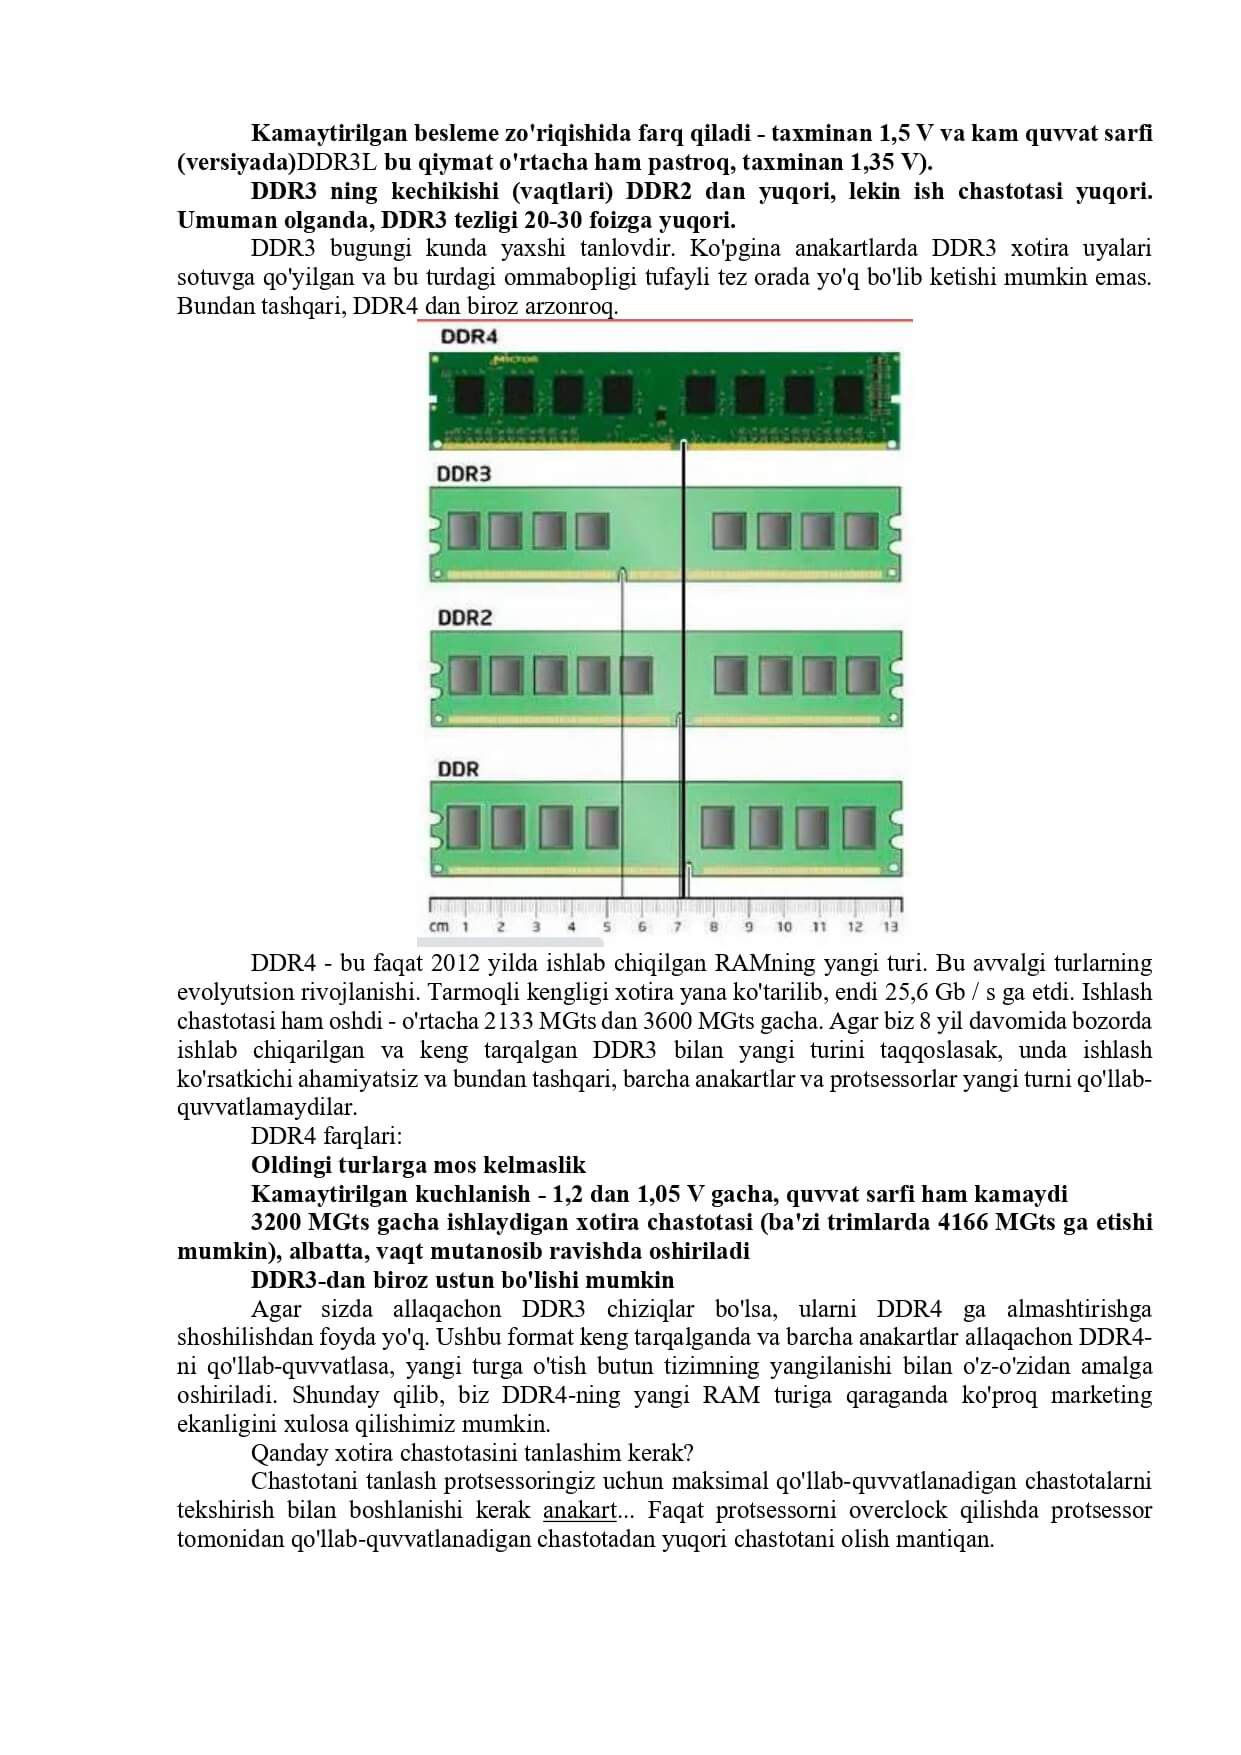 Kamaytirilgan besleme zo'riqishida farq qiladi - taxminan 1,5 V va kam quvvat sarfi
(versiyada)DDR3L bu qiymat o'rtacha ham pastroq, taxminan 1,35 V).
DDR3 ning kechikishi (vaqtlari) DDR2 dan yuqori, lekin ish chastotasi yuqori.
Umuman olganda, DDR3 tezligi 20-30 foizga yuqori.
DDR3 bugungi kunda yaxshi tanlovdir. Ko'pgina anakartlarda DDR3 xotira uyalari
sotuvga qo'yilgan va bu turdagi ommabopligi tufayli tez orada yo'q bo'lib ketishi mumkin emas.
Bundan tashqari, DDR4 dan biroz arzonroq.
DDR4
Micron
DDR3
DDR2
DDR
cm 1 2 3 4 5 6 7 8 9 10 11 12 13
DDR4 - bu faqat 2012 yilda ishlab chiqilgan RAMning yangi turi. Bu avvalgi turlarning
evolyutsion rivojlanishi. Tarmoqli kengligi xotira yana ko'tarilib, endi 25,6 Gb / s ga etdi. Ishlash
chastotasi ham oshdi - o'rtacha 2133 MGts dan 3600 MGts gacha. Agar biz 8 yil davomida bozorda
ishlab chiqarilgan va keng tarqalgan DDR3 bilan yangi turini taqqoslasak, unda ishlash
ko'rsatkichi ahamiyatsiz va bundan tashqari, barcha anakartlar va protsessorlar yangi turni qo'llab-
quvvatlamaydilar.
DDR4 farqlari:
Oldingi turlarga mos kelmaslik
Kamaytirilgan kuchlanish - 1,2 dan 1,05 V gacha, quvvat sarfi ham kamaydi
3200 MGts gacha ishlaydigan xotira chastotasi (ba'zi trimlarda 4166 MGts ga etishi
mumkin), albatta, vaqt mutanosib ravishda oshiriladi
DDR3-dan biroz ustun bo'lishi mumkin
Agar sizda allaqachon DDR3 chiziqlar bo'lsa, ularni DDR4 ga almashtirishga
shoshilishdan foyda yo'q. Ushbu format keng tarqalganda va barcha anakartlar allaqachon DDR4-
ni qo'llab-quvvatlasa, yangi turga o'tish butun tizimning yangilanishi bilan o'z-o'zidan amalga
oshiriladi. Shunday qilib, biz DDR4-ning yangi RAM turiga qaraganda ko'proq marketing
ekanligini xulosa qilishimiz mumkin.
Qanday xotira chastotasini tanlashim kerak?
Chastotani tanlash protsessoringiz uchun maksimal qo'llab-quvvatlanadigan chastotalarni
tekshirish bilan boshlanishi kerak anakart... Faqat protsessorni overclock qilishda protsessor
tomonidan qo'llab-quvvatlanadigan chastotadan yuqori chastotani olish mantiqan.